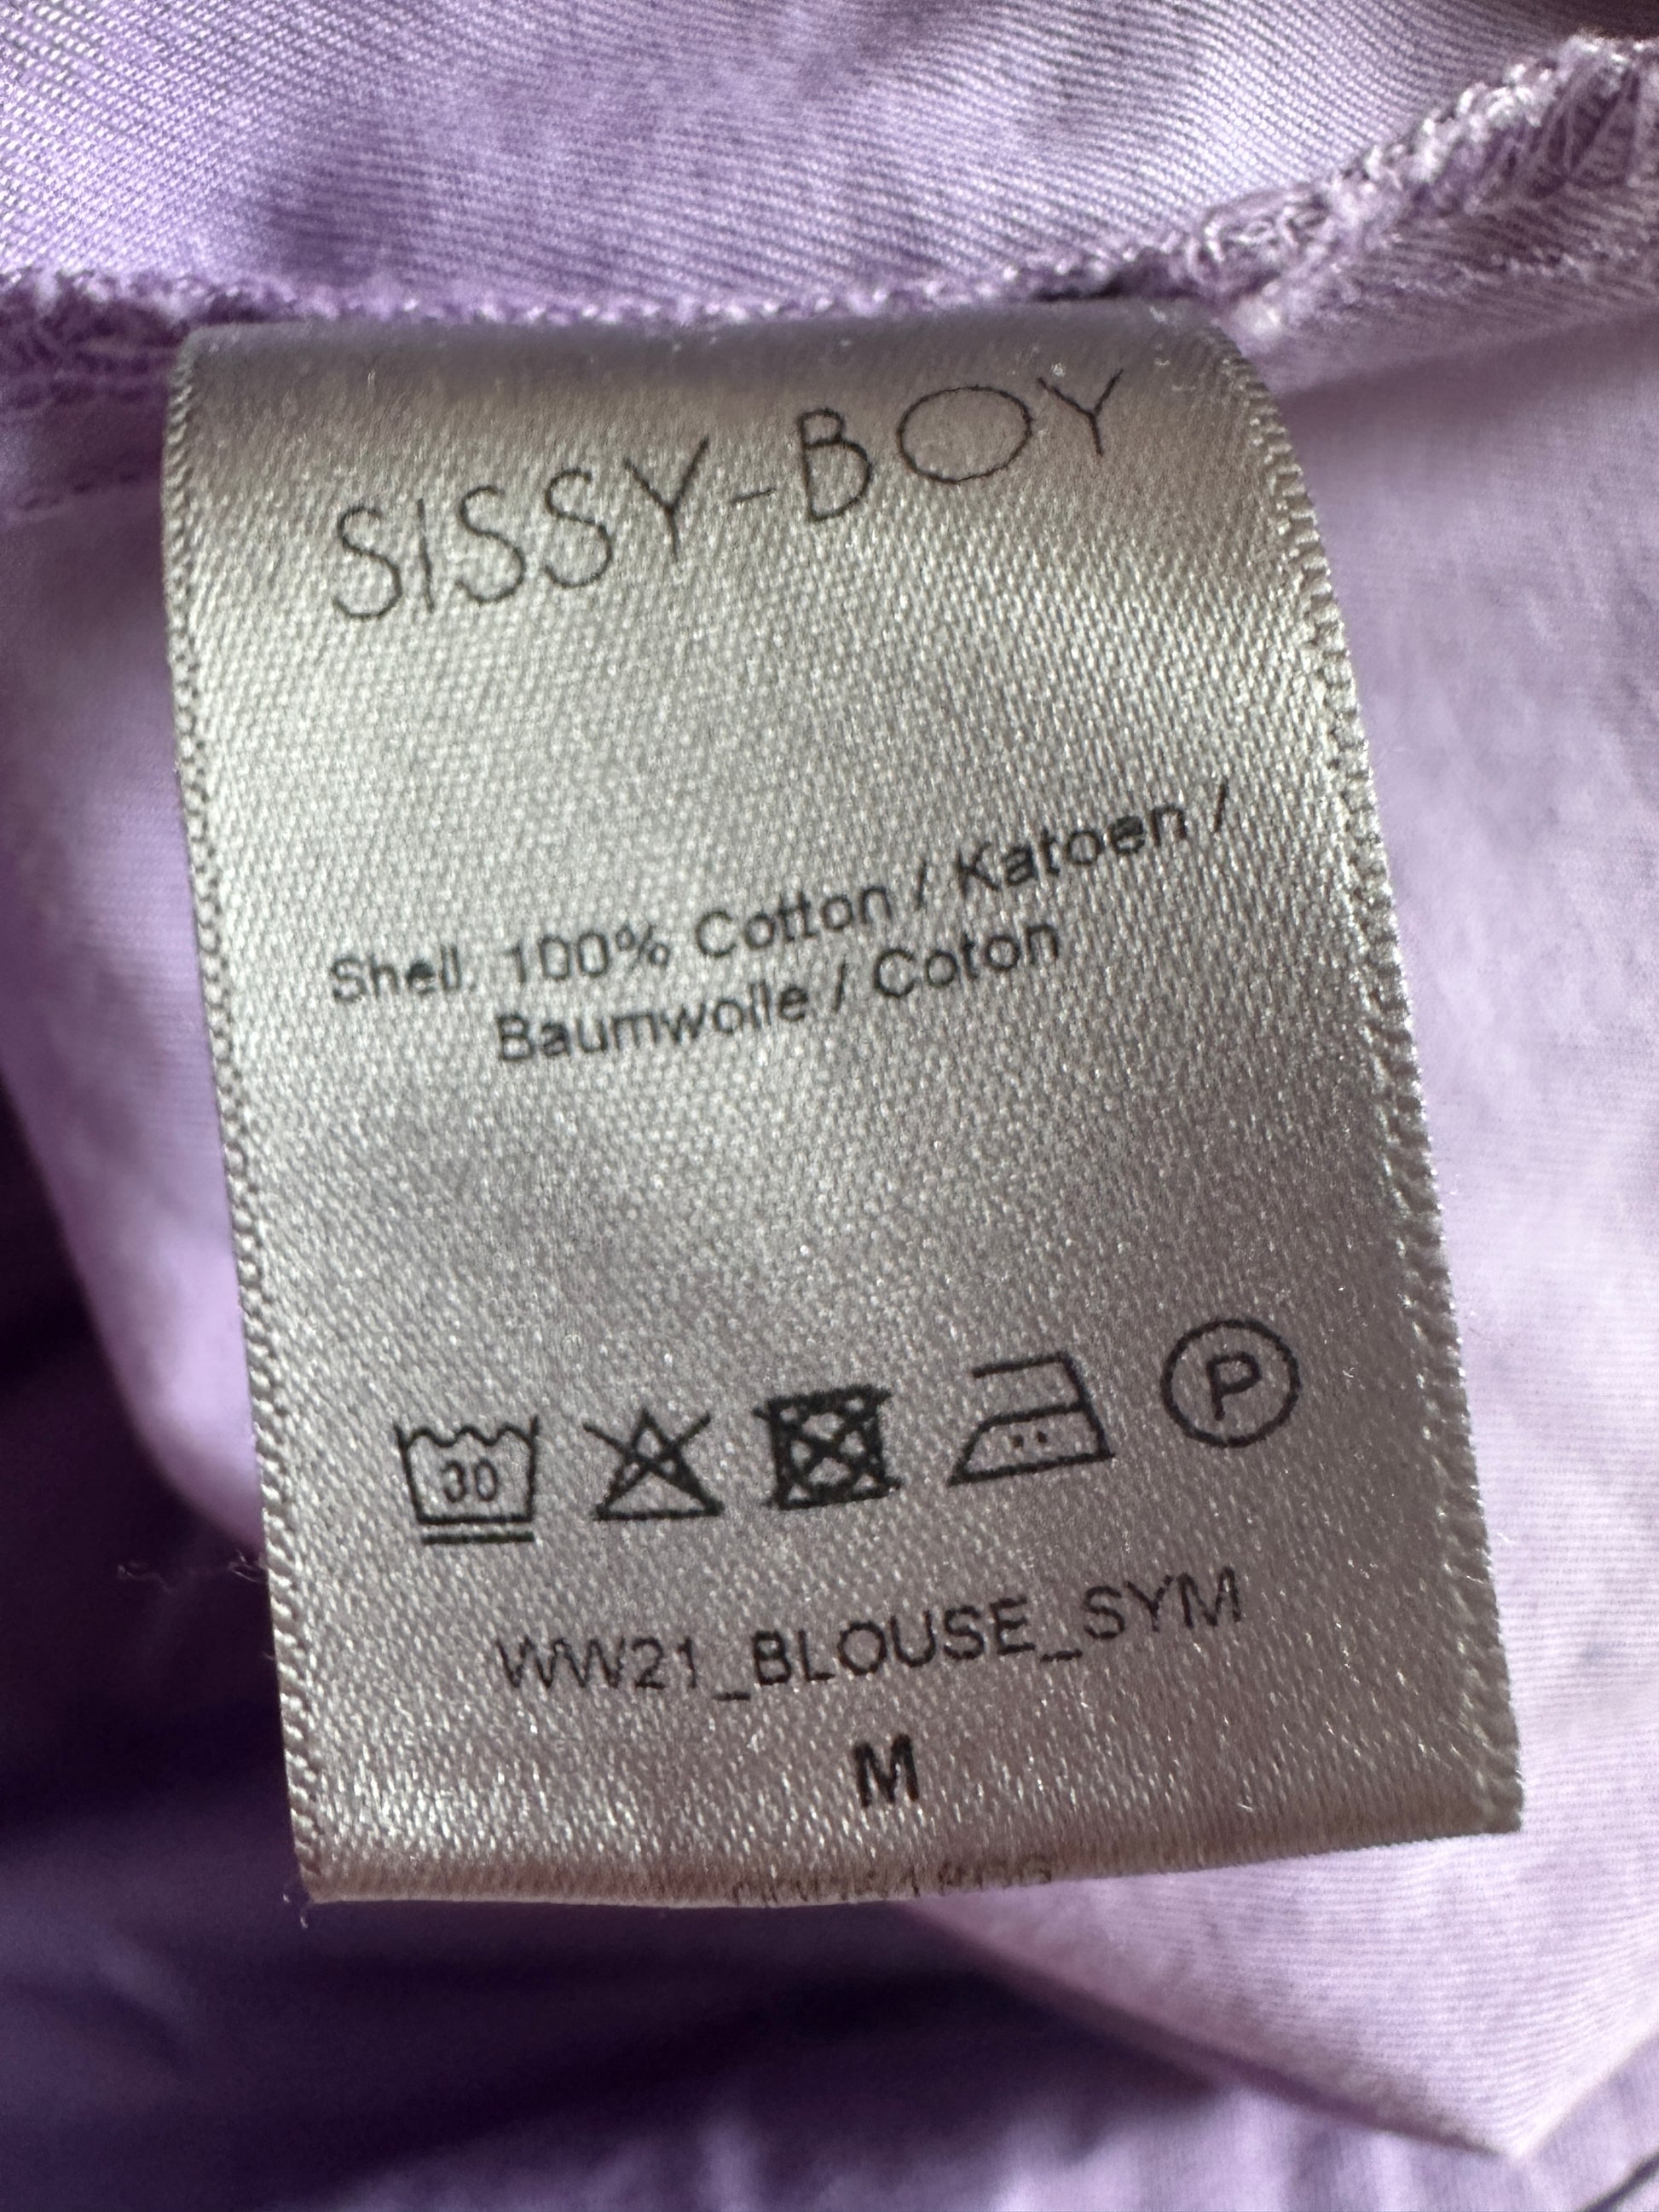 SISSY-BOY
Shell: 100% Cotton / Katoen /
Baumwolle / Coton
30
P
WW21_BLOUSE_SYM
M